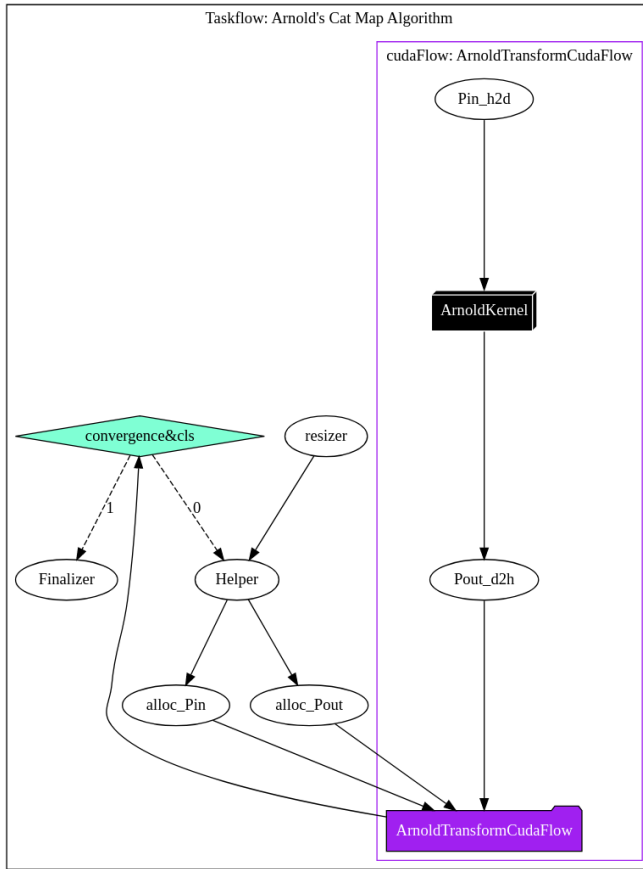 Taskflow: Arnold's Cat Map Algorithm
cudaFlow: ArnoldTransformCudaFlow
Pin_h2d
ArnoldKernel
convergence&cls
resizer
1
0
Finalizer
Helper
Pout_d2h
alloc_Pin
alloc_Pout
ArnoldTransformCudaFlow